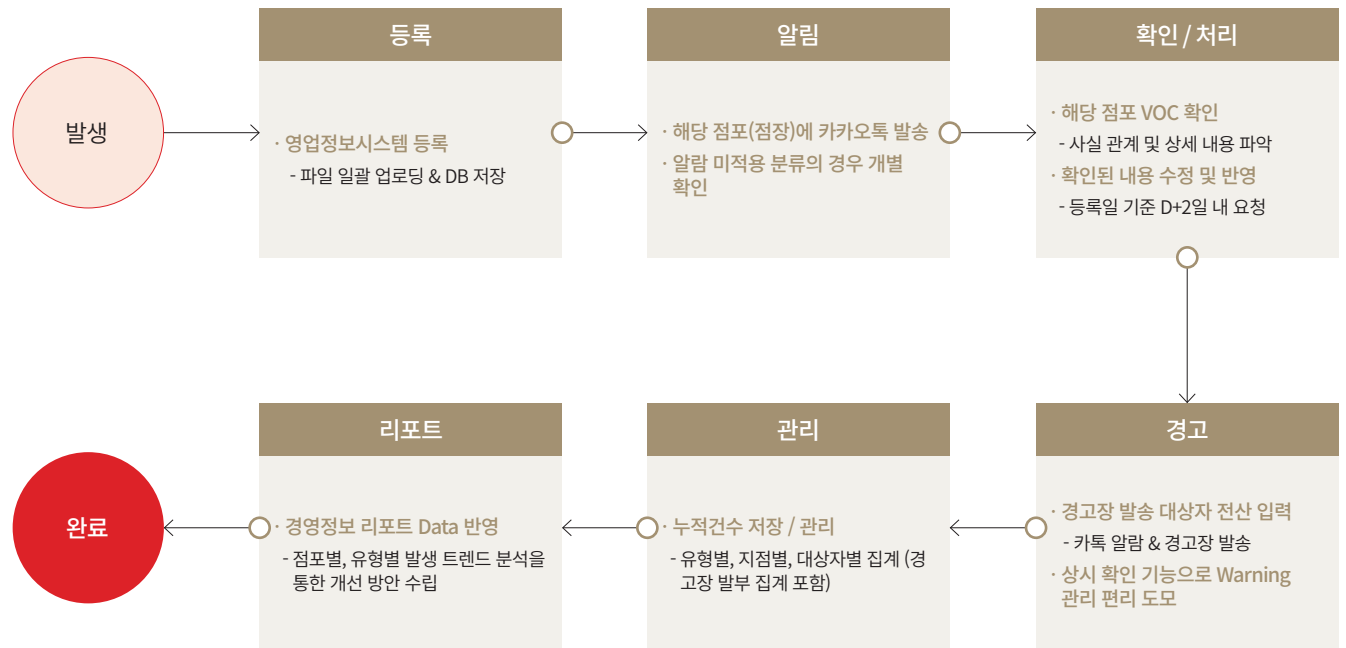 발생
등록
· 영업정보시스템 등록
- 파일 일괄 업로딩 & DB 저장
알림
· 해당 점포(점장)에 카카오톡 발송
· 알람 미적용 분류의 경우 개별
확인
확인 / 처리
· 해당 점포 VOC 확인
- 사실 관계 및 상세 내용 파악
· 확인된 내용 수정 및 반영
- 등록일 기준 D+2일 내 요청
경고
· 경고장 발송 대상자 전산 입력
- 카톡 알람 & 경고장 발송
· 상시 확인 기능으로 Warning
관리 편리 도모
관리
· 누적건수 저장 / 관리
- 유형별, 지점별, 대상자별 집계 (경
고장 발부 집계 포함)
리포트
· 경영정보 리포트 Data 반영
- 점포별, 유형별 발생 트렌드 분석을
통한 개선 방안 수립
완료